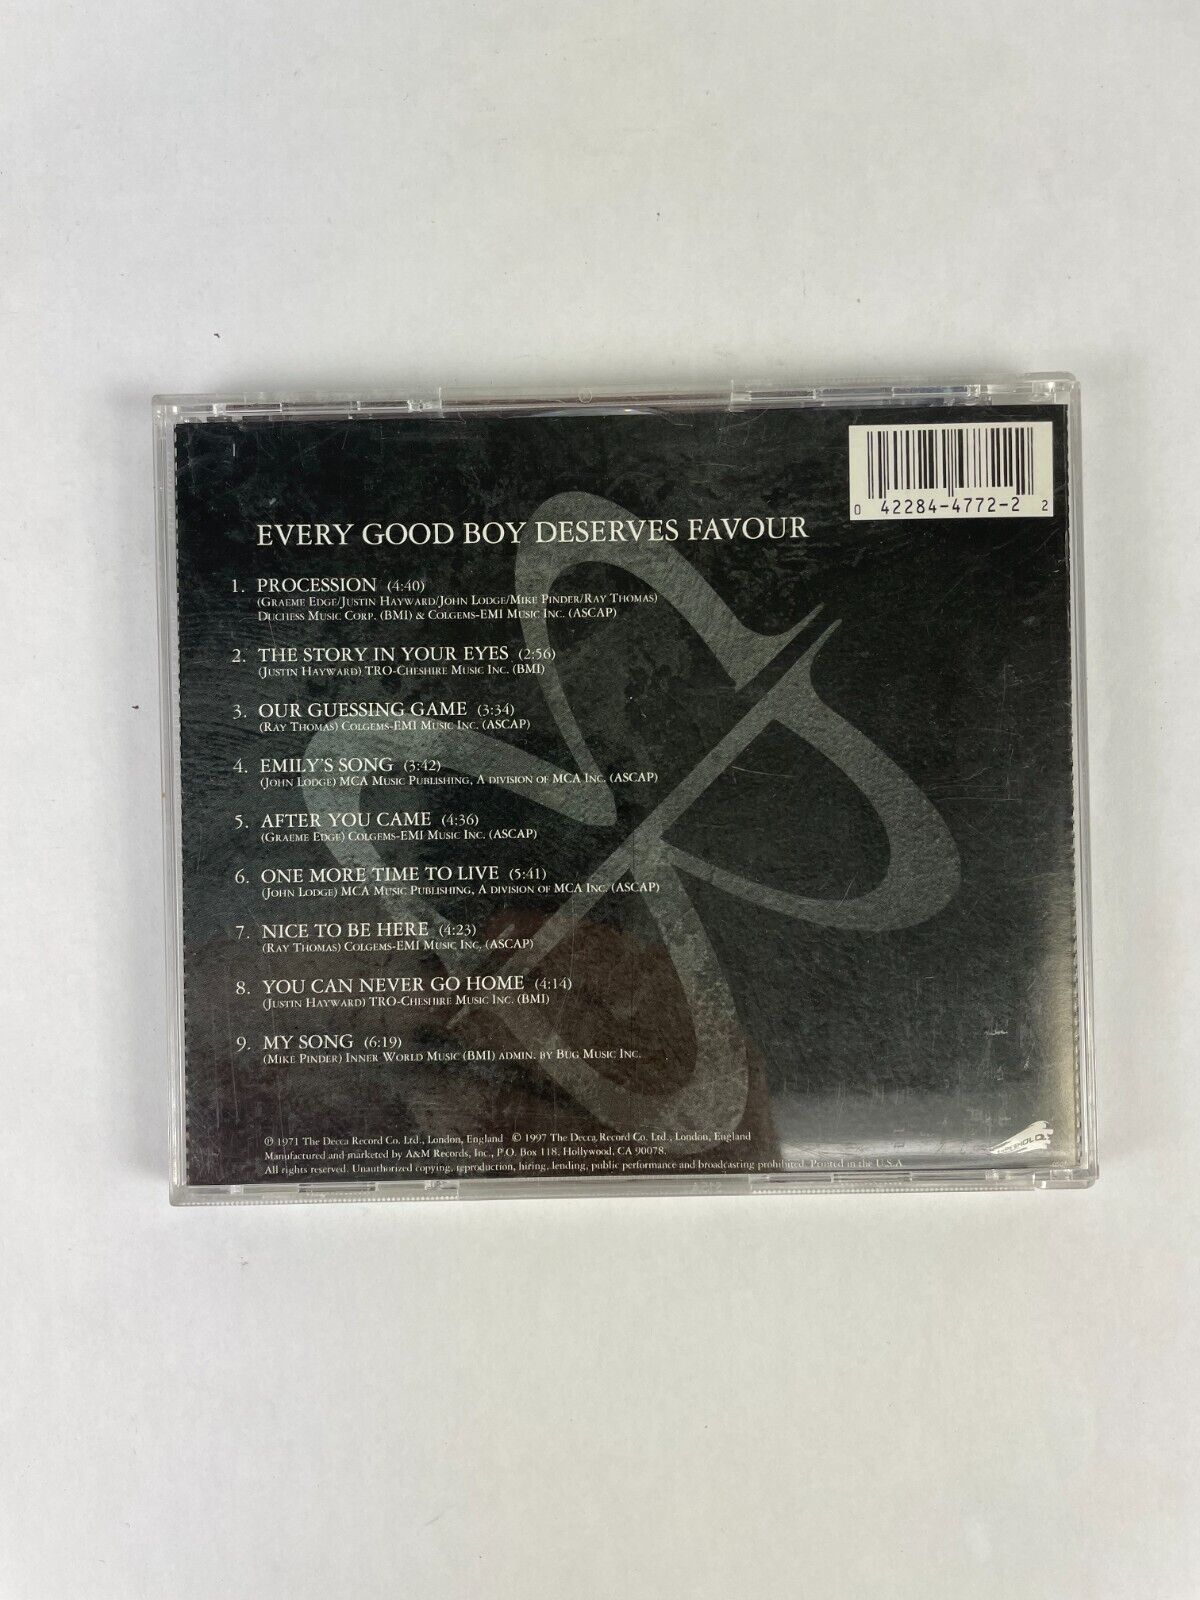 0 42284-4772-2 2
EVERY GOOD BOY DESERVES FAVOUR
1. PROCESSION (4:40)
(GRAEME EDGE/JUSTIN HAYWARD/JOHN LODGE/MIKE PINDER/RAY THOMAS)
DUCHESS MUSIC CORP. (BMI) & COLGEMS-EMI MUSIC INC. (ASCAP)
2. THE STORY IN YOUR EYES (2:56)
(JUSTIN HAYWARD) TRO-CHESHIRE MUSIC INC. (BMI)
3. OUR GUESSING GAME (3:34)
(RAY THOMAS) COLGEMS-EMI MUSIC INC. (ASCAP)
4. EMILY'S SONG (3:42)
(JOHN LODGE) MCA MUSIC PUBLISHING, A DIVISION OF MCA INC. (ASCAP)
5. AFTER YOU CAME (4:36)
(GRAEME EDGE) COLGEMS-EMI MUSIC INC. (ASCAP)
6. ONE MORE TIME TO LIVE (5:41)
(JOHN LODGE) MCA MUSIC PUBLISHING, A DIVISION OF MCA INC. (ASCAP)
7. NICE TO BE HERE (4:23)
(RAY THOMAS) COLGEMS-EMI MUSIC INC. (ASCAP)
8. YOU CAN NEVER GO HOME (4:14)
(JUSTIN HAYWARD) TRO-CHESHIRE MUSIC INC. (BMI)
9. MY SONG (6:19)
(MIKE PINDER) INNER WORLD MUSIC (BMI) ADMIN. BY BUG MUSIC INC.
℗ 1971 The Decca Record Co. Ltd., London, England © 1997 The Decca Record Co. Ltd., London, England
Manufactured and marketed by A&M Records, Inc., P.O. Box 118, Hollywood, CA 90078.
All rights reserved. Unauthorized copying, reproduction, hiring, lending, public performance and broadcasting prohibited. Printed in the U.S.A.